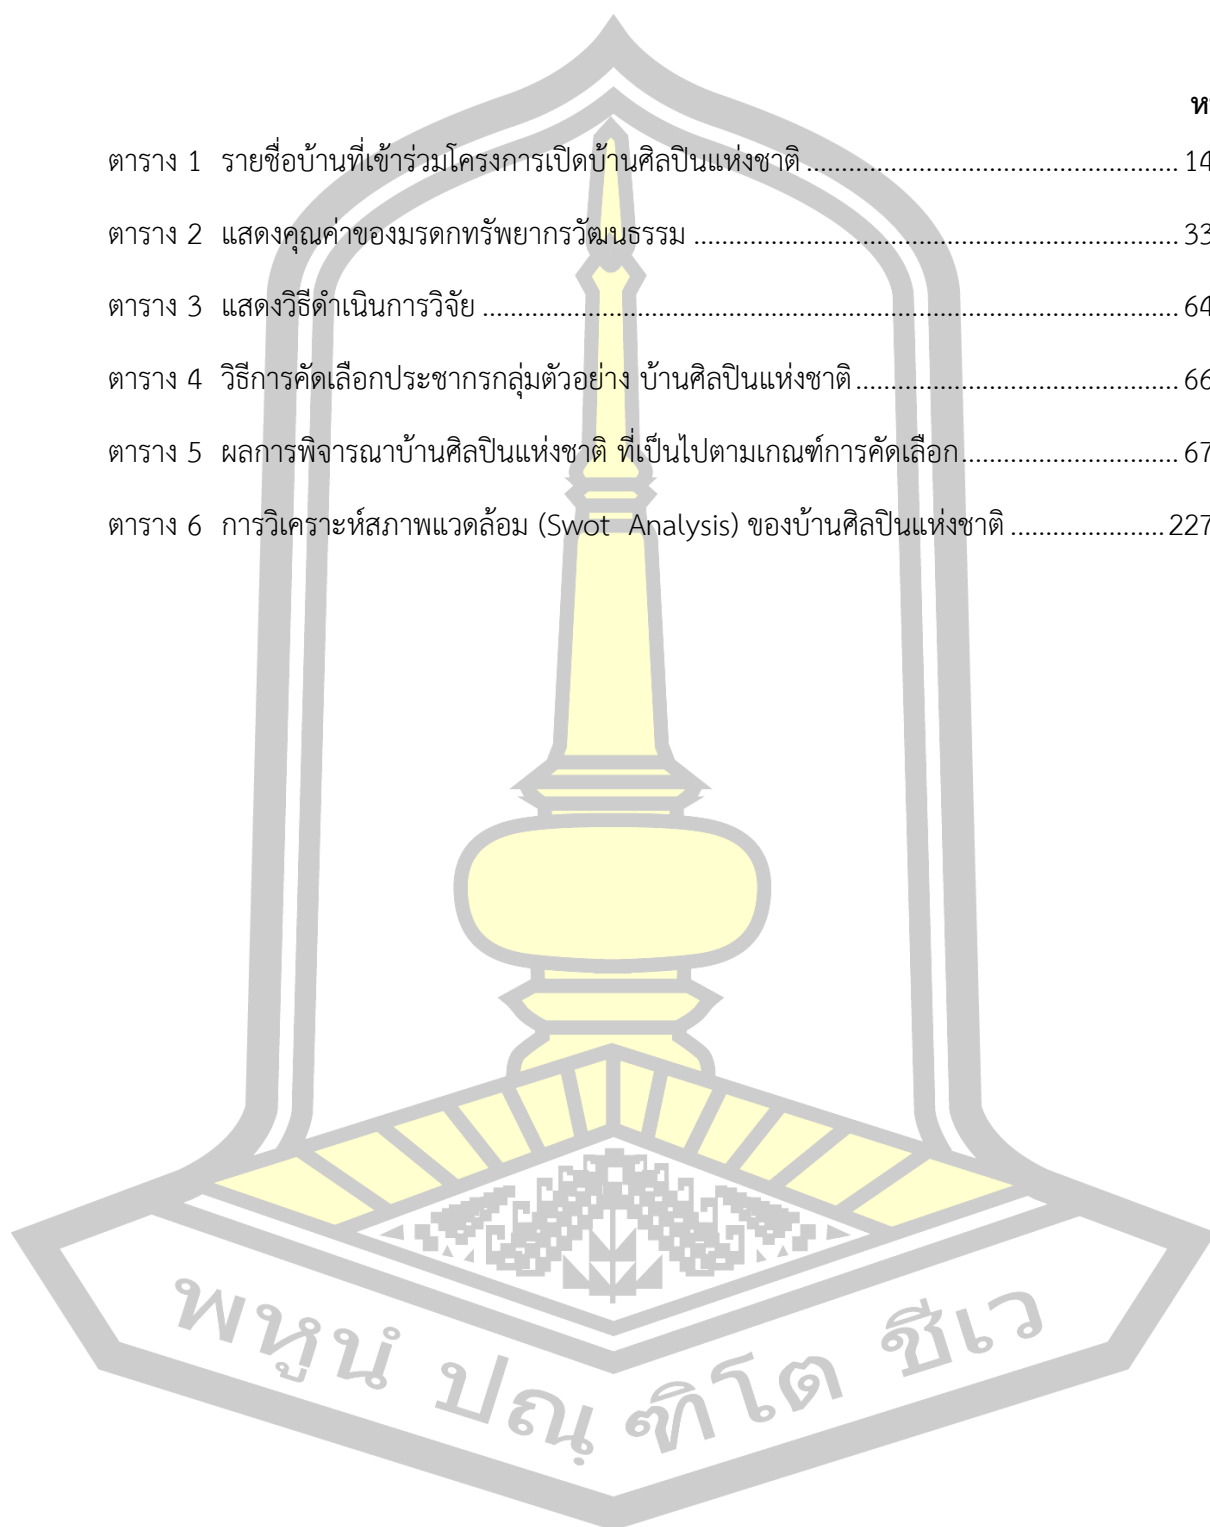 ตาราง 1 รายชื่อบ้านที่เข้าร่วมโครงการเปิดบ้านศิลปินแห่งชาติ ................................................ 14
ตาราง 2 แสดงคุณค่าของมรดกทรัพยากรวัฒนธรรม ............................................................... 33
ตาราง 3 แสดงวิธีดำเนินการวิจัย ........................................................................................... 64
ตาราง 4 วิธีการคัดเลือกประชากรกลุ่มตัวอย่าง บ้านศิลปินแห่งชาติ .......................................... 66
ตาราง 5 ผลการพิจารณาบ้านศิลปินแห่งชาติ ที่เป็นไปตามเกณฑ์การคัดเลือก ............................ 67
ตาราง 6 การวิเคราะห์สภาพแวดล้อม (Swot Analysis) ของบ้านศิลปินแห่งชาติ .................... 227
พหูนํ ปณฺฑิโต ชีเว